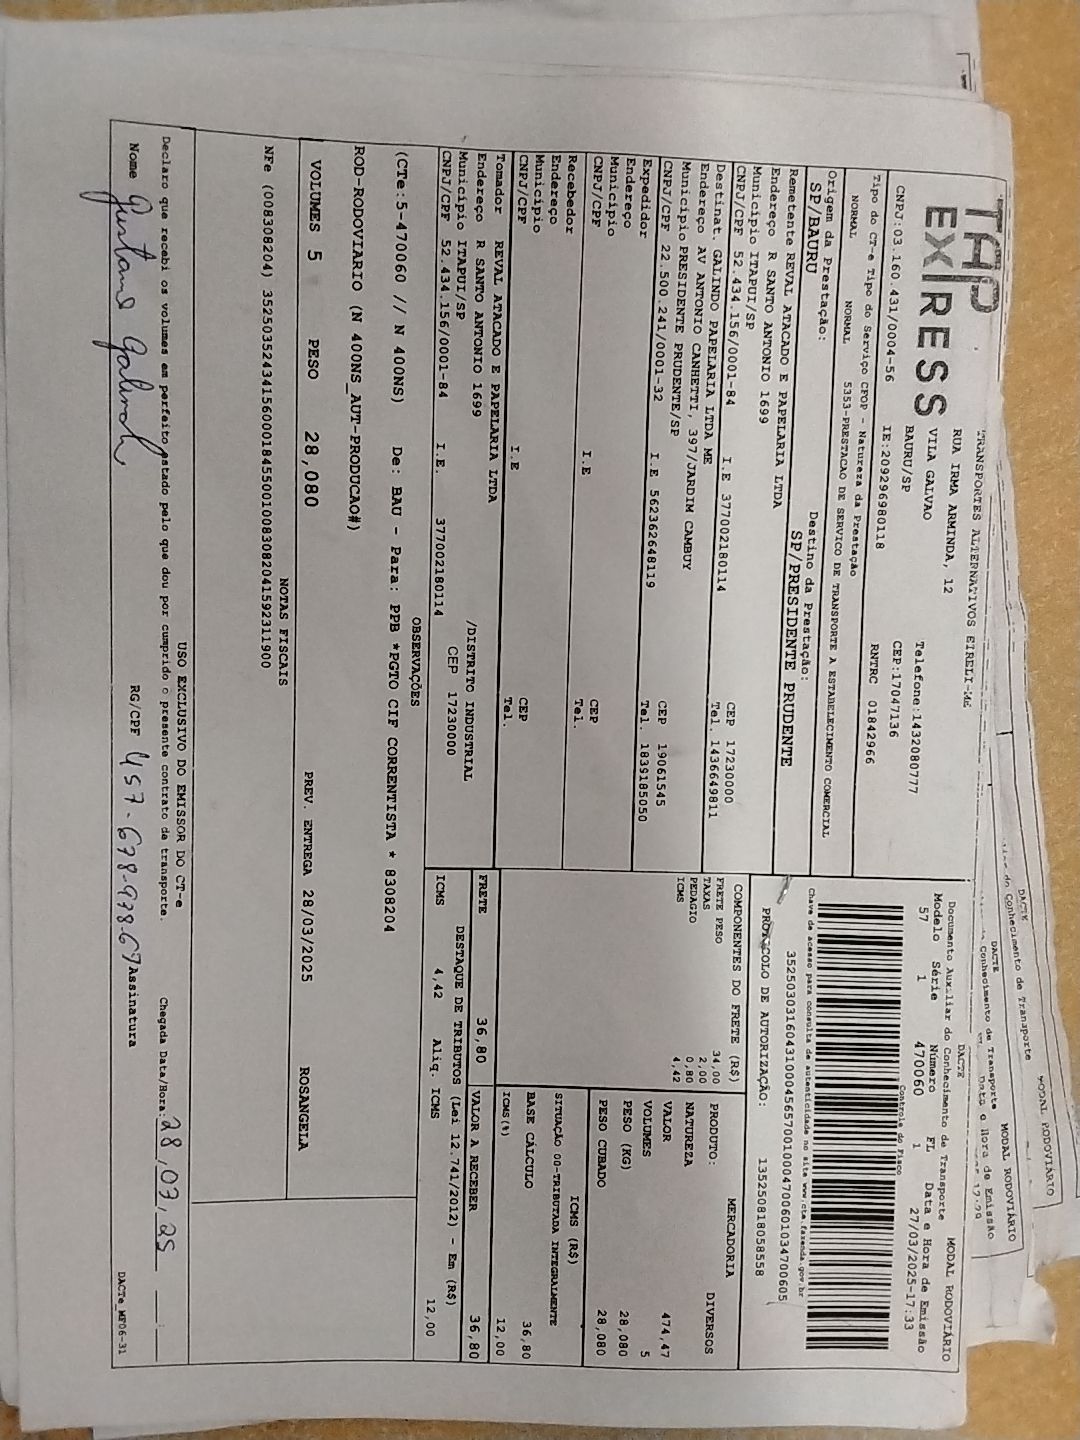 TAP EXPRESS
TRANSPORTES ALTERNATIVOS EIRELI-ME
RUA IRMA ARMINDA, 12
VILA GALVAO
BAURU/SP
Telefone:1432080777
CEP:17047136
CNPJ:03.160.431/0004-56 IE:209296980118 RNTRC 01842966
Tipo do CT-e Tipo do Serviço CFOP - Natureza da Prestação
NORMAL NORMAL 5353-PRESTACAO DE SERVICO DE TRANSPORTE A ESTABELECIMENTO COMERCIAL
Origem da Prestação: Destino da Prestação:
SP/BAURU SP/PRESIDENTE PRUDENTE
DACTE MODAL RODOVIÁRIO
Documento Auxiliar do Conhecimento de Transporte
Modelo Série Número FL Data e Hora de Emissão
57 1 470060 1 27/03/2025-17:33
Controle do Fisco
Chave de acesso para consulta de autenticidade no site www.cte.fazenda.gov.br
35250303160431000456570010004700601034700605
PROTOCOLO DE AUTORIZAÇÃO: 135250818058558
Remetente REVAL ATACADO E PAPELARIA LTDA
Endereço R SANTO ANTONIO 1699
Município ITAPUI/SP CEP 17230000
CNPJ/CPF 52.434.156/0001-84 I.E 377002180114 Tel. 1436649811
Destinat. GALINDO PAPELARIA LTDA ME
Endereço AV ANTONIO CANHETTI, 397/JARDIM CAMBUY
Município PRESIDENTE PRUDENTE/SP CEP 19061545
CNPJ/CPF 22.500.241/0001-32 I.E 562362648119 Tel. 1839185050
Expedidor
Endereço
Município CEP
CNPJ/CPF I.E Tel.
Recebedor
Endereço
Município CEP
CNPJ/CPF I.E Tel.
Tomador REVAL ATACADO E PAPELARIA LTDA
Endereço R SANTO ANTONIO 1699 /DISTRITO INDUSTRIAL
Município ITAPUI/SP CEP 17230000
CNPJ/CPF 52.434.156/0001-84 I.E. 377002180114
COMPONENTES DO FRETE (R$)
FRETE PESO 34,00
TAXAS 2,00
PEDAGIO 0,80
ICMS 4,42
MERCADORIA
PRODUTO: DIVERSOS
NATUREZA
VALOR 474,47
VOLUMES 5
PESO (KG) 28,080
PESO CUBADO 28,080
ICMS (R$)
SITUAÇÃO 00-TRIBUTADA INTEGRALMENTE
BASE CÁLCULO 36,80
ICMS(%) 12,00
FRETE 36,80 VALOR A RECEBER 36,80
DESTAQUE DE TRIBUTOS (Lei 12.741/2012) - Em (R$)
ICMS 4,42 Aliq. ICMS 12,00
OBSERVAÇÕES
(CTe:5-470060 // N 400NS) De: BAU - Para: PPB *PGTO CIF CORRENTISTA * 8308204
ROD-RODOVIARIO (N 400NS_AUT-PRODUCAO#)
VOLUMES 5 PESO 28,080 PREV. ENTREGA 28/03/2025 ROSANGELA
NOTAS FISCAIS
NFe (008308204) 35250352434156000184550010083082041592311900
USO EXCLUSIVO DO EMISSOR DO CT-e
Declaro que recebi os volumes em perfeito estado pelo que dou por cumprido o presente contrato de transporte.
Chegada Data/Hora: 28,03,25
Nome Gustavo Galindo RG/CPF 457-678-978-67 Assinatura
DACTe_MF06-31